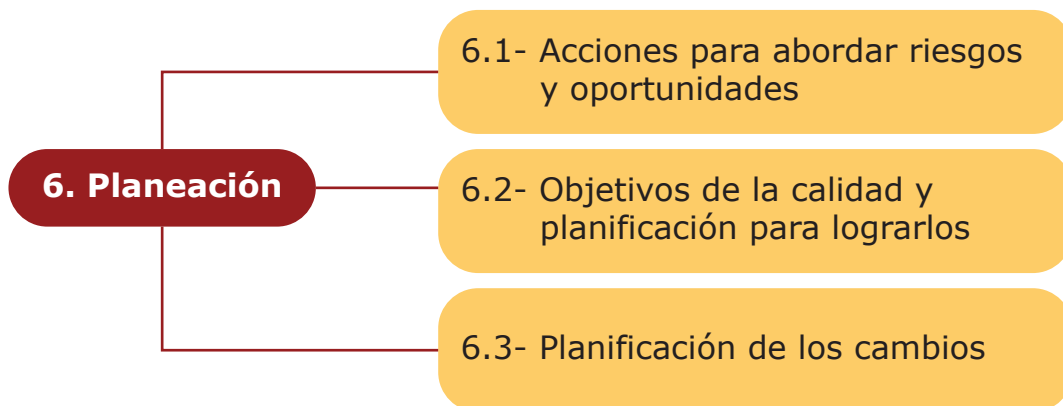 6. Planeación
6.1- Acciones para abordar riesgos
y oportunidades
6.2- Objetivos de la calidad y
planificación para lograrlos
6.3- Planificación de los cambios